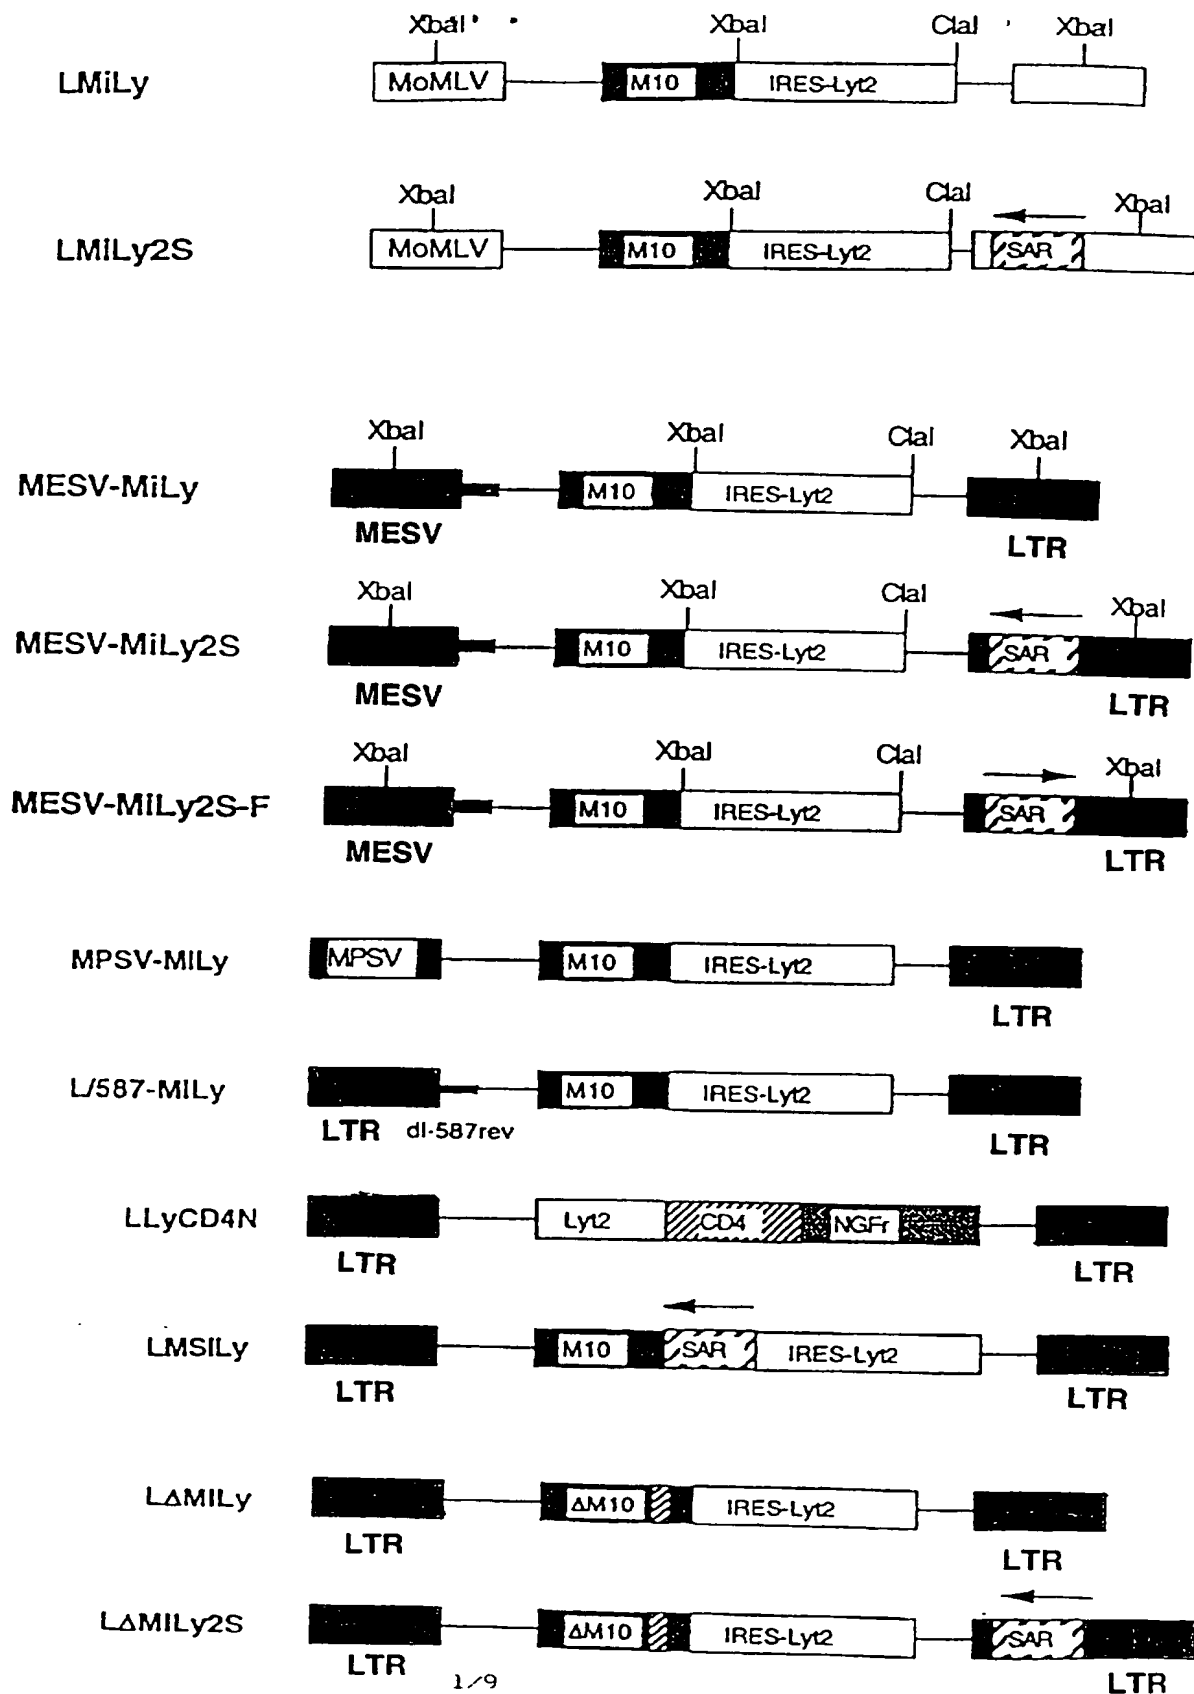 XbaI XbaI ClaI XbaI
LMiLy MoMLV M10 IRES-Lyt2
XbaI XbaI ClaI XbaI
LMiLy2S MoMLV M10 IRES-Lyt2 SAR
XbaI XbaI ClaI XbaI
MESV-MiLy M10 IRES-Lyt2
MESV LTR
XbaI XbaI ClaI XbaI
MESV-MiLy2S M10 IRES-Lyt2 SAR
MESV LTR
XbaI XbaI ClaI XbaI
MESV-MiLy2S-F M10 IRES-Lyt2 SAR
MESV LTR
MPSV-MiLy MPSV M10 IRES-Lyt2
LTR
L/587-MiLy M10 IRES-Lyt2
LTR dl-587rev LTR
LLyCD4N Lyt2 CD4 NGFr
LTR LTR
LMSiLy M10 SAR IRES-Lyt2
LTR LTR
LΔMiLy ΔM10 IRES-Lyt2
LTR LTR
LΔMiLy2S ΔM10 IRES-Lyt2 SAR
LTR LTR
1/9